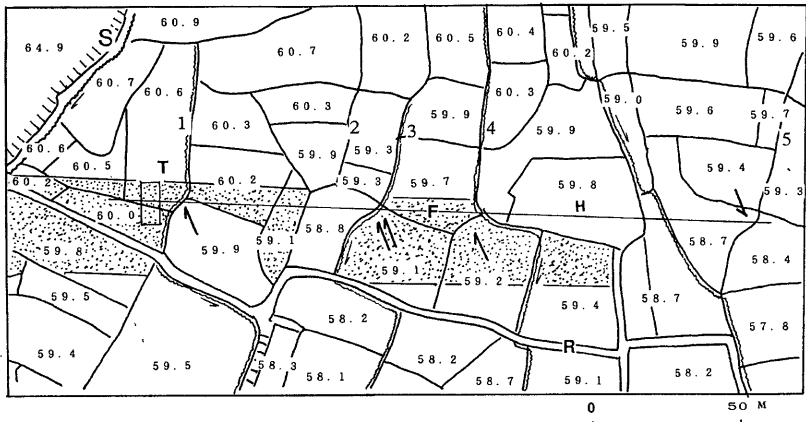 60.9 60.2 60.5 60.4 59.5 59.6
64.9 S 60.7 60.2 59.9
60.7 60.6 59.0
60.3 59.9 60.3 59.6 59.7
1 60.3 2 3 4 59.9 5
60.6 59.9 59.3
60.5 T 59.4
60.2 60.2 59.3 59.7 59.8 59.3
60.0 F H
59.8 59.9 59.1 58.8 58.7
59.1 59.2 58.4
59.5 59.4 58.7
58.2 57.8
59.4 59.5 58.3 58.2 R
58.1 58.7 59.1 58.2
0 50 M